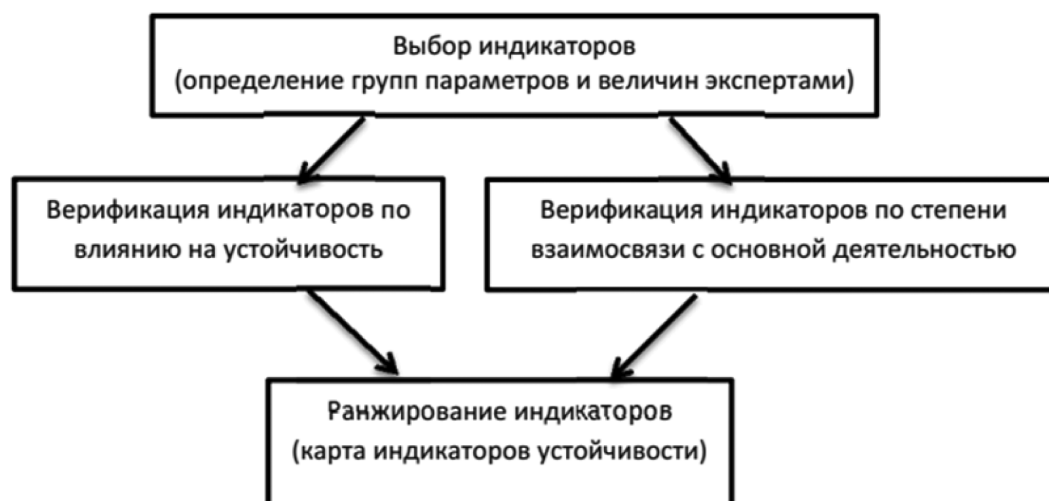 Выбор индикаторов
(определение групп параметров и величин экспертами)
Верификация индикаторов по
влиянию на устойчивость
Верификация индикаторов по степени
взаимосвязи с основной деятельностью
Ранжирование индикаторов
(карта индикаторов устойчивости)